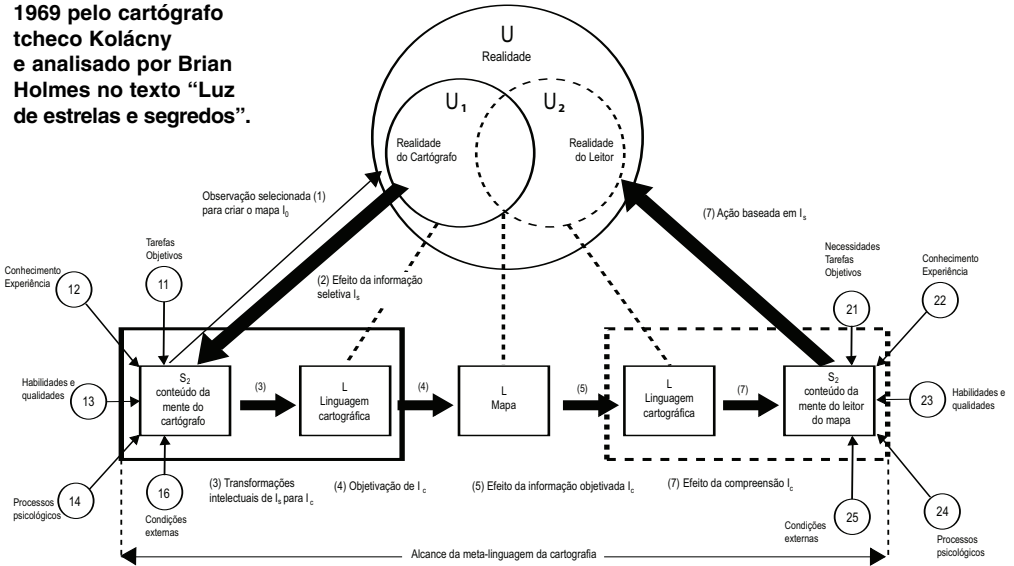 1969 pelo cartógrafo
tcheco Kolácny
e analisado por Brian
Holmes no texto “Luz
de estrelas e segredos”.
U
Realidade
U₁
U₂
Realidade
do Cartógrafo
Realidade
do Leitor
Observação selecionada (1)
para criar o mapa I₀
(7) Ação baseada em Iₛ
Tarefas
Objetivos
Necessidades
Tarefas
Objetivos
Conhecimento
Experiência
Conhecimento
Experiência
(2) Efeito da informação
seletiva Iₛ
12
11
21
22
Habilidades e
qualidades
13
S₂
conteúdo da
mente do
cartógrafo
(3)
L
Linguagem
cartográfica
(4)
L
Mapa
(5)
L
Linguagem
cartográfica
(7)
S₂
conteúdo da
mente do leitor
do mapa
23
Habilidades e
qualidades
14
Processos
psicológicos
16
Condições
externas
(3) Transformações
intelectuais de Iₛ para I꜀
(4) Objetivação de I꜀
(5) Efeito da informação objetivada I꜀
(7) Efeito da compreensão I꜀
25
Condições
externas
24
Processos
psicológicos
Alcance da meta-linguagem da cartografia